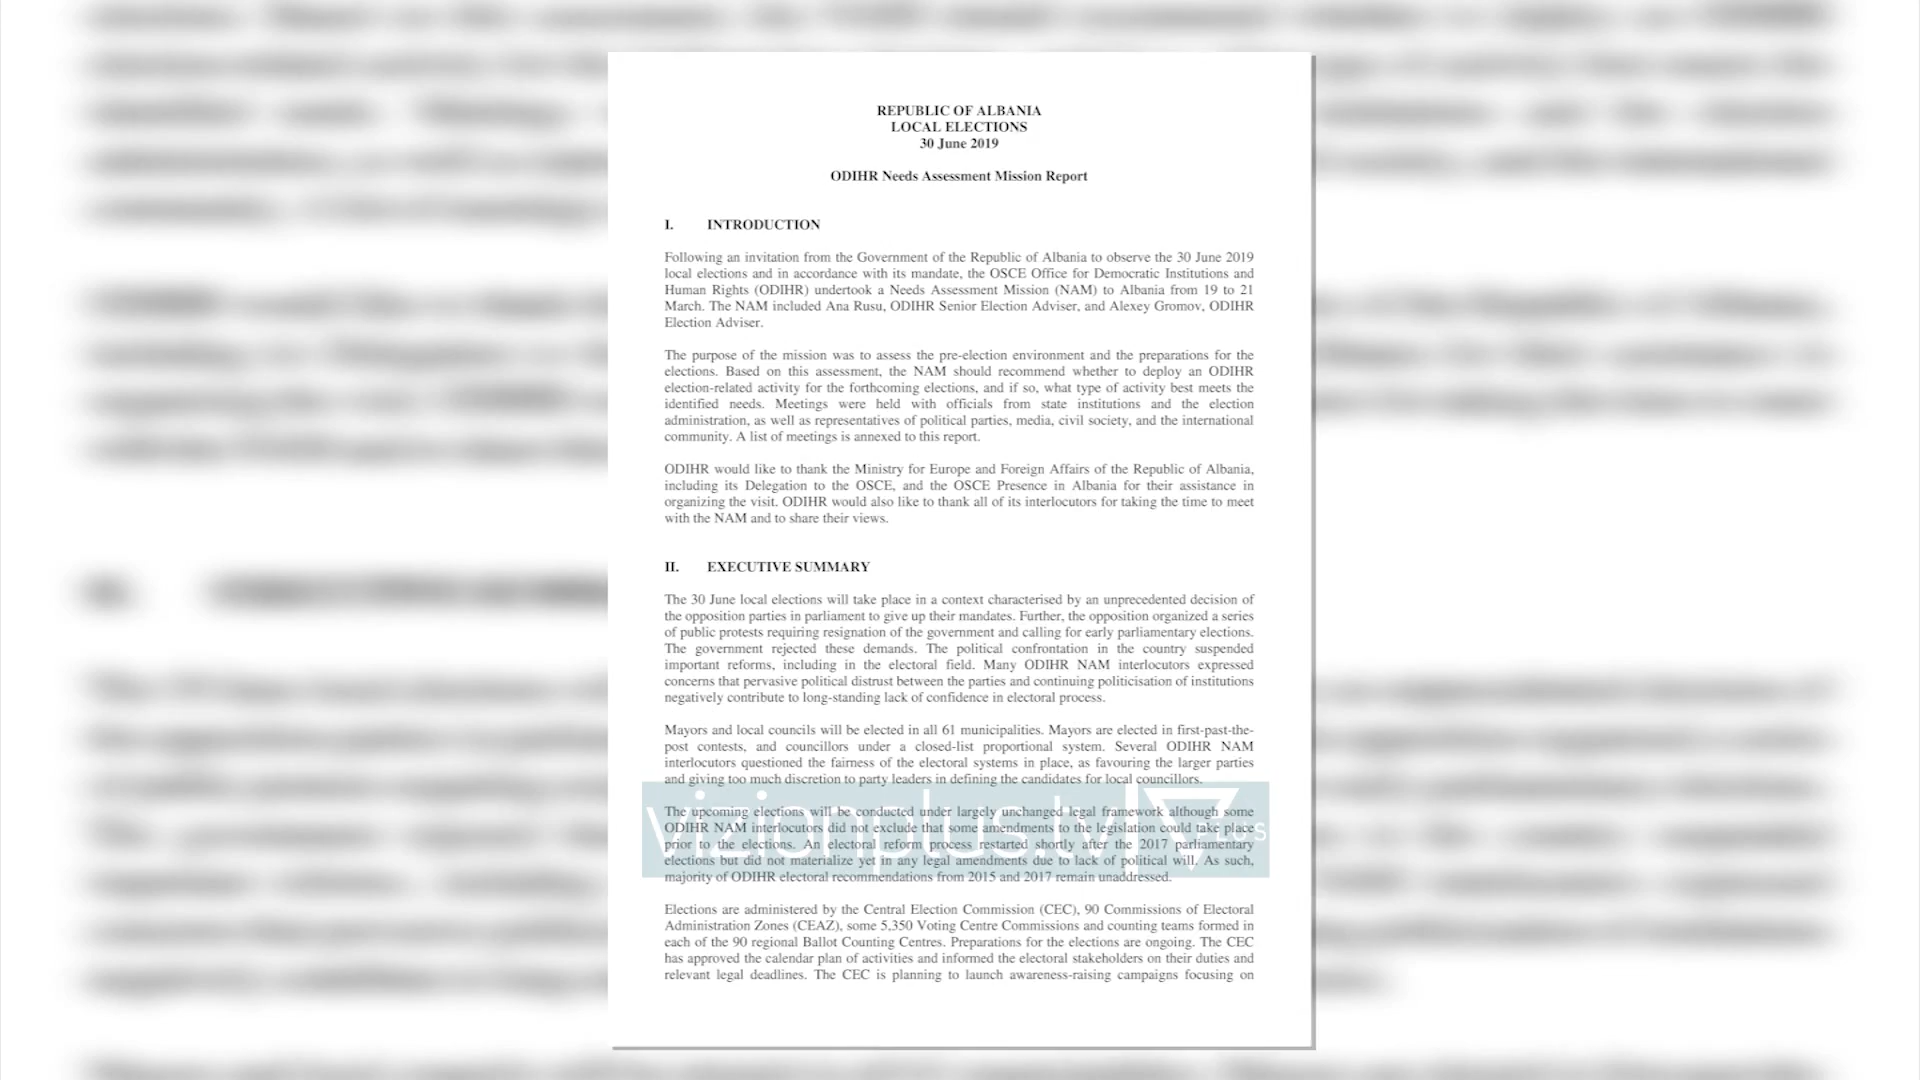 REPUBLIC OF ALBANIA
LOCAL ELECTIONS
30 June 2019
ODIHR Needs Assessment Mission Report
I. INTRODUCTION
Following an invitation from the Government of the Republic of Albania to observe the 30 June 2019
local elections and in accordance with its mandate, the OSCE Office for Democratic Institutions and
Human Rights (ODIHR) undertook a Needs Assessment Mission (NAM) to Albania from 19 to 21
March. The NAM included Ana Rusu, ODIHR Senior Election Adviser, and Alexey Gromov, ODIHR
Election Adviser.
The purpose of the mission was to assess the pre-election environment and the preparations for the
elections. Based on this assessment, the NAM should recommend whether to deploy an ODIHR
election-related activity for the forthcoming elections, and if so, what type of activity best meets the
identified needs. Meetings were held with officials from state institutions and the election
administration, as well as representatives of political parties, media, civil society, and the international
community. A list of meetings is annexed to this report.
ODIHR would like to thank the Ministry for Europe and Foreign Affairs of the Republic of Albania,
including its Delegation to the OSCE, and the OSCE Presence in Albania for their assistance in
organizing the visit. ODIHR would also like to thank all of its interlocutors for taking the time to meet
with the NAM and to share their views.
II. EXECUTIVE SUMMARY
The 30 June local elections will take place in a context characterised by an unprecedented decision of
the opposition parties in parliament to give up their mandates. Further, the opposition organized a series
of public protests requiring resignation of the government and calling for early parliamentary elections.
The government rejected these demands. The political confrontation in the country suspended
important reforms, including in the electoral field. Many ODIHR NAM interlocutors expressed
concerns that pervasive political distrust between the parties and continuing politicisation of institutions
negatively contribute to long-standing lack of confidence in electoral process.
Mayors and local councils will be elected in all 61 municipalities. Mayors are elected in first-past-the-
post contests, and councillors under a closed-list proportional system. Several ODIHR NAM
interlocutors questioned the fairness of the electoral systems in place, as favouring the larger parties
and giving too much discretion to party leaders in defining the candidates for local councillors.
The upcoming elections will be conducted under largely unchanged legal framework although some
ODIHR NAM interlocutors did not exclude that some amendments to the legislation could take place
prior to the elections. An electoral reform process restarted shortly after the 2017 parliamentary
elections but did not materialize yet in any legal amendments due to lack of political will. As such,
majority of ODIHR electoral recommendations from 2015 and 2017 remain unaddressed.
vizionplus.tv PLUS
Elections are administered by the Central Election Commission (CEC), 90 Commissions of Electoral
Administration Zones (CEAZ), some 5,350 Voting Centre Commissions and counting teams formed in
each of the 90 regional Ballot Counting Centres. Preparations for the elections are ongoing. The CEC
has approved the calendar plan of activities and informed the electoral stakeholders on their duties and
relevant legal deadlines. The CEC is planning to launch awareness-raising campaigns focusing on